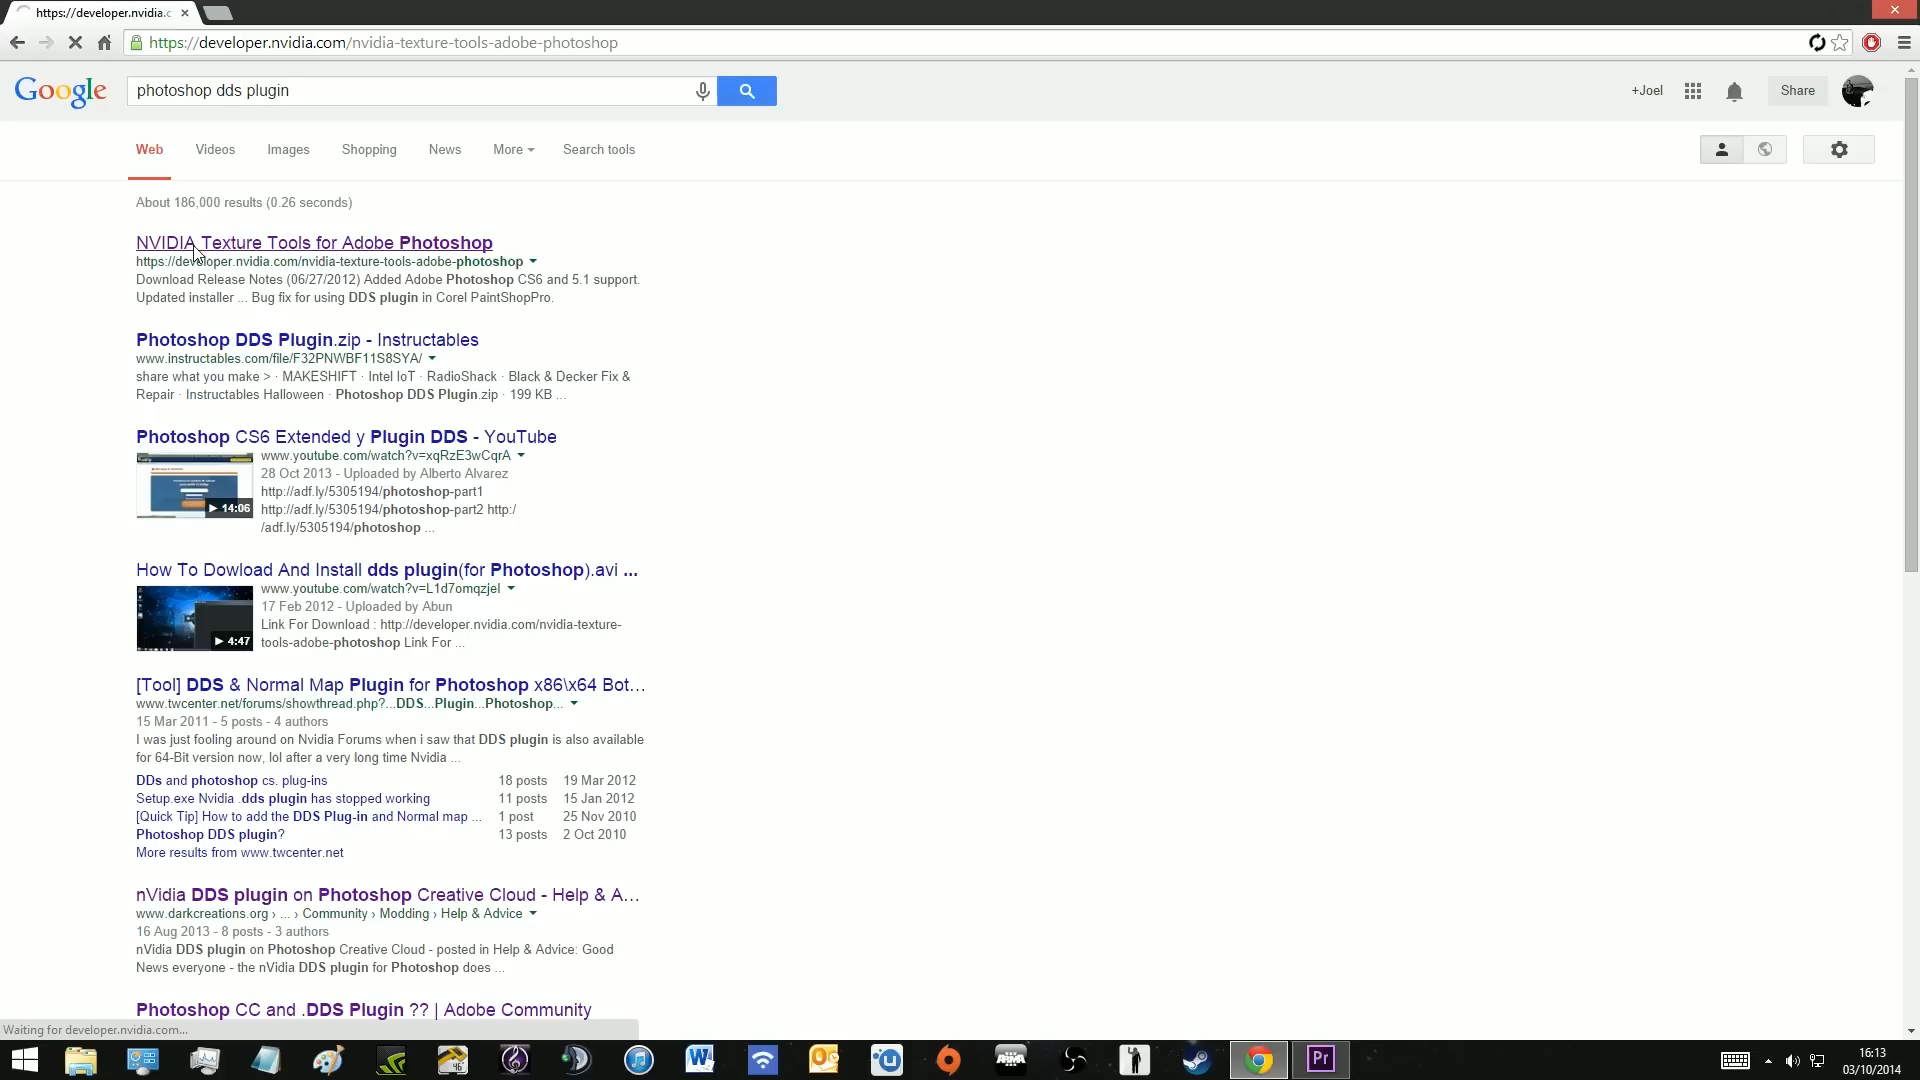 https://developer.nvidia.c
https://developer.nvidia.com/nvidia-texture-tools-adobe-photoshop
Google
photoshop dds plugin
+Joel
Share
Web Videos Images Shopping News More Search tools
About 186,000 results (0.26 seconds)
NVIDIA Texture Tools for Adobe Photoshop
https://developer.nvidia.com/nvidia-texture-tools-adobe-photoshop
Download Release Notes (06/27/2012) Added Adobe Photoshop CS6 and 5.1 support.
Updated installer ... Bug fix for using DDS plugin in Corel PaintShopPro.
Photoshop DDS Plugin.zip - Instructables
www.instructables.com/file/F32PNWBF11S8SYA/
share what you make > · MAKESHIFT · Intel IoT · RadioShack · Black & Decker Fix &
Repair · Instructables Halloween · Photoshop DDS Plugin.zip · 199 KB ...
Photoshop CS6 Extended y Plugin DDS - YouTube
www.youtube.com/watch?v=xqRzE3wCqrA
28 Oct 2013 - Uploaded by Alberto Alvarez
http://adf.ly/5305194/photoshop-part1
http://adf.ly/5305194/photoshop-part2 http:/
/adf.ly/5305194/photoshop ...
14:06
How To Dowload And Install dds plugin(for Photoshop).avi ...
www.youtube.com/watch?v=L1d7omqzjeI
17 Feb 2012 - Uploaded by Abun
Link For Download : http://developer.nvidia.com/nvidia-texture-
tools-adobe-photoshop Link For ...
4:47
[Tool] DDS & Normal Map Plugin for Photoshop x86\x64 Bot...
www.twcenter.net/forums/showthread.php?...DDS...Plugin...Photoshop...
15 Mar 2011 - 5 posts - 4 authors
I was just fooling around on Nvidia Forums when i saw that DDS plugin is also available
for 64-Bit version now, lol after a very long time Nvidia ...
DDs and photoshop cs. plug-ins 18 posts 19 Mar 2012
Setup.exe Nvidia .dds plugin has stopped working 11 posts 15 Jan 2012
[Quick Tip] How to add the DDS Plug-in and Normal map ... 1 post 25 Nov 2010
Photoshop DDS plugin? 13 posts 2 Oct 2010
More results from www.twcenter.net
nVidia DDS plugin on Photoshop Creative Cloud - Help & A...
www.darkcreations.org › ... › Community › Modding › Help & Advice
16 Aug 2013 - 8 posts - 3 authors
nVidia DDS plugin on Photoshop Creative Cloud - posted in Help & Advice: Good
News everyone - the nVidia DDS plugin for Photoshop does ...
Photoshop CC and .DDS Plugin ?? | Adobe Community
Waiting for developer.nvidia.com...
W
ARMA
Pr
16:13
03/10/2014